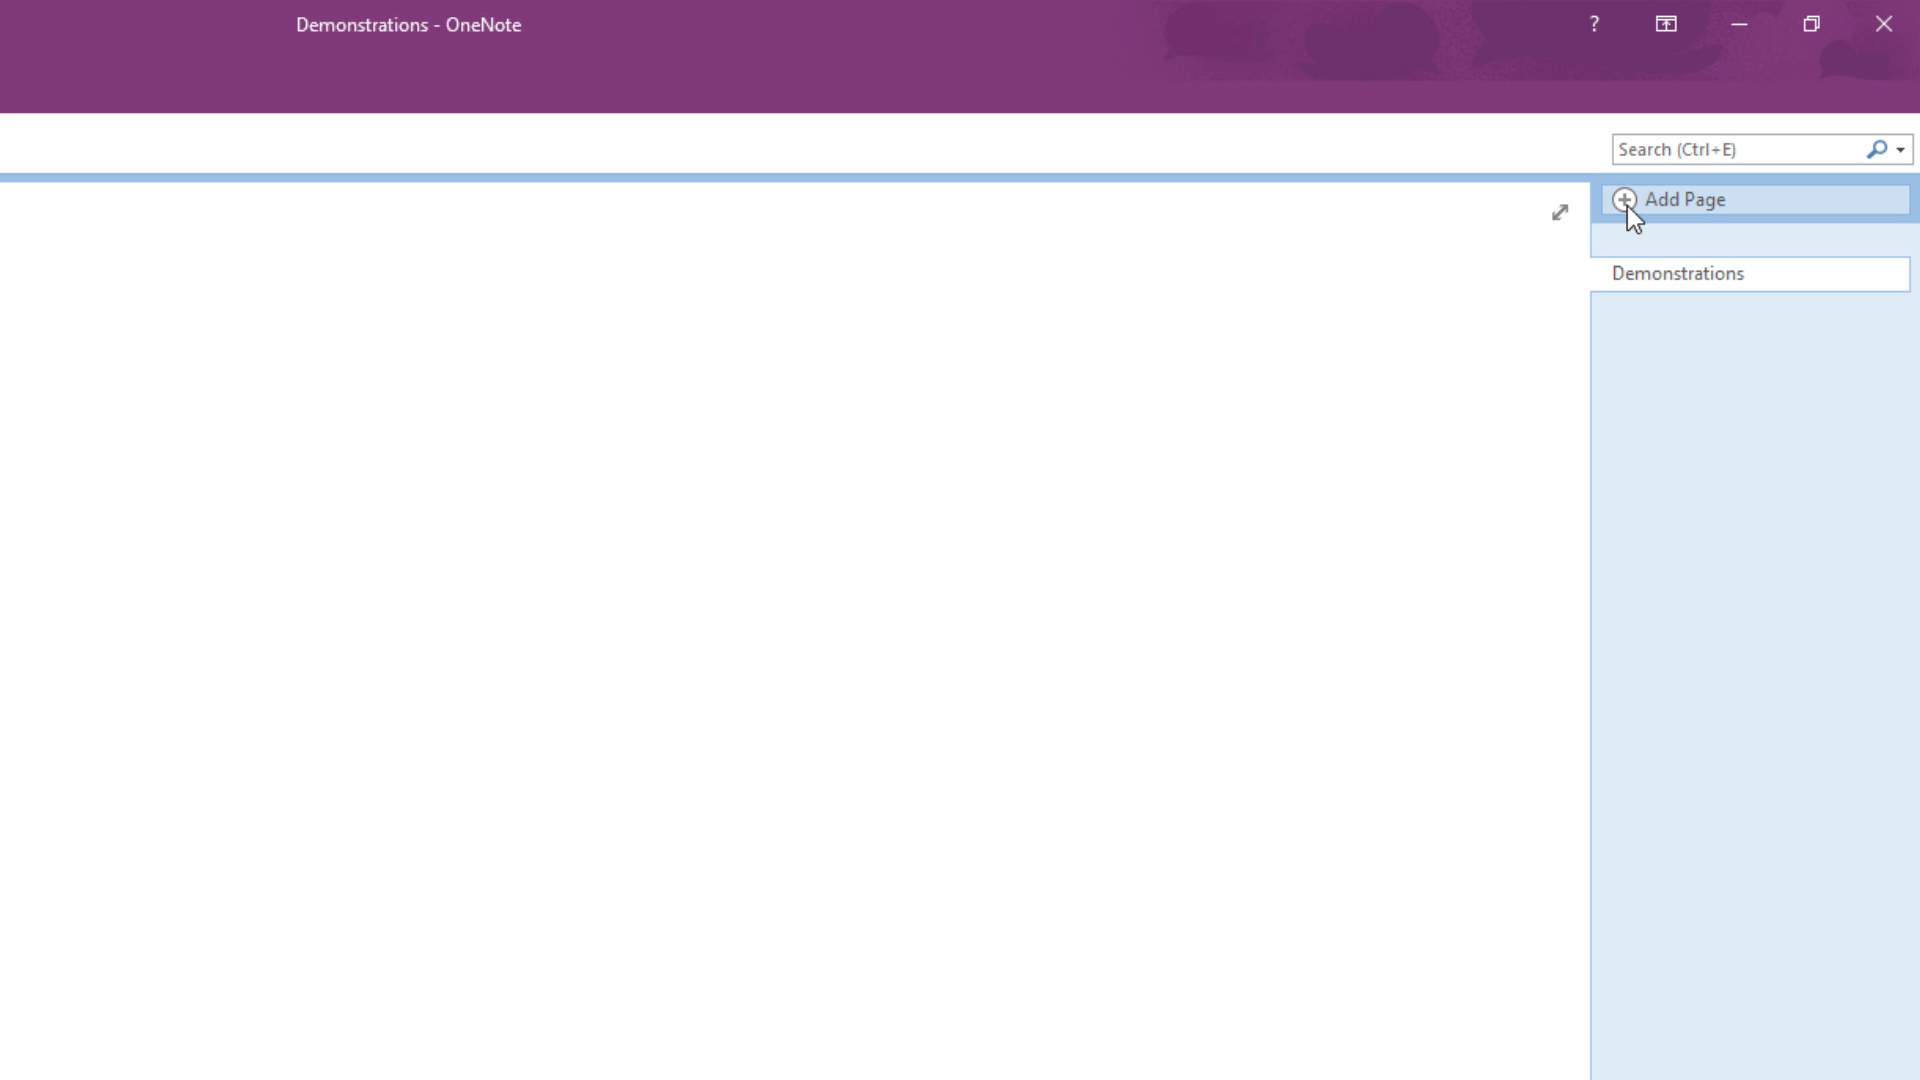 Demonstrations - OneNote
?
Search (Ctrl+E)
Add Page
Demonstrations